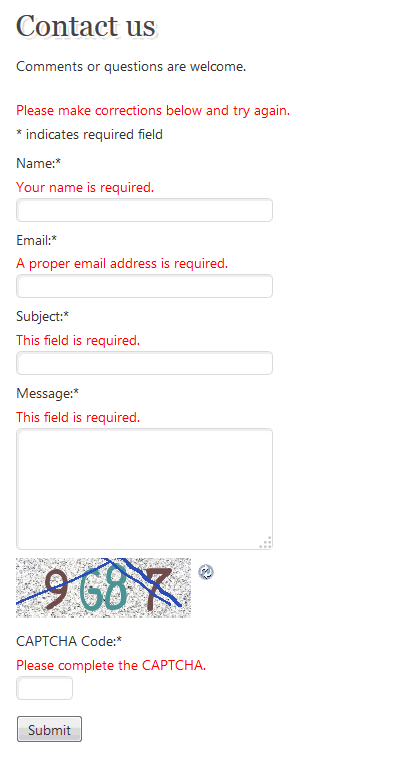 Contact us
Comments or questions are welcome.
Please make corrections below and try again.
* indicates required field
Name:*
Your name is required.
Email:*
A proper email address is required.
Subject:*
This field is required.
Message:*
This field is required.
9G87
CAPTCHA Code:*
Please complete the CAPTCHA.
Submit